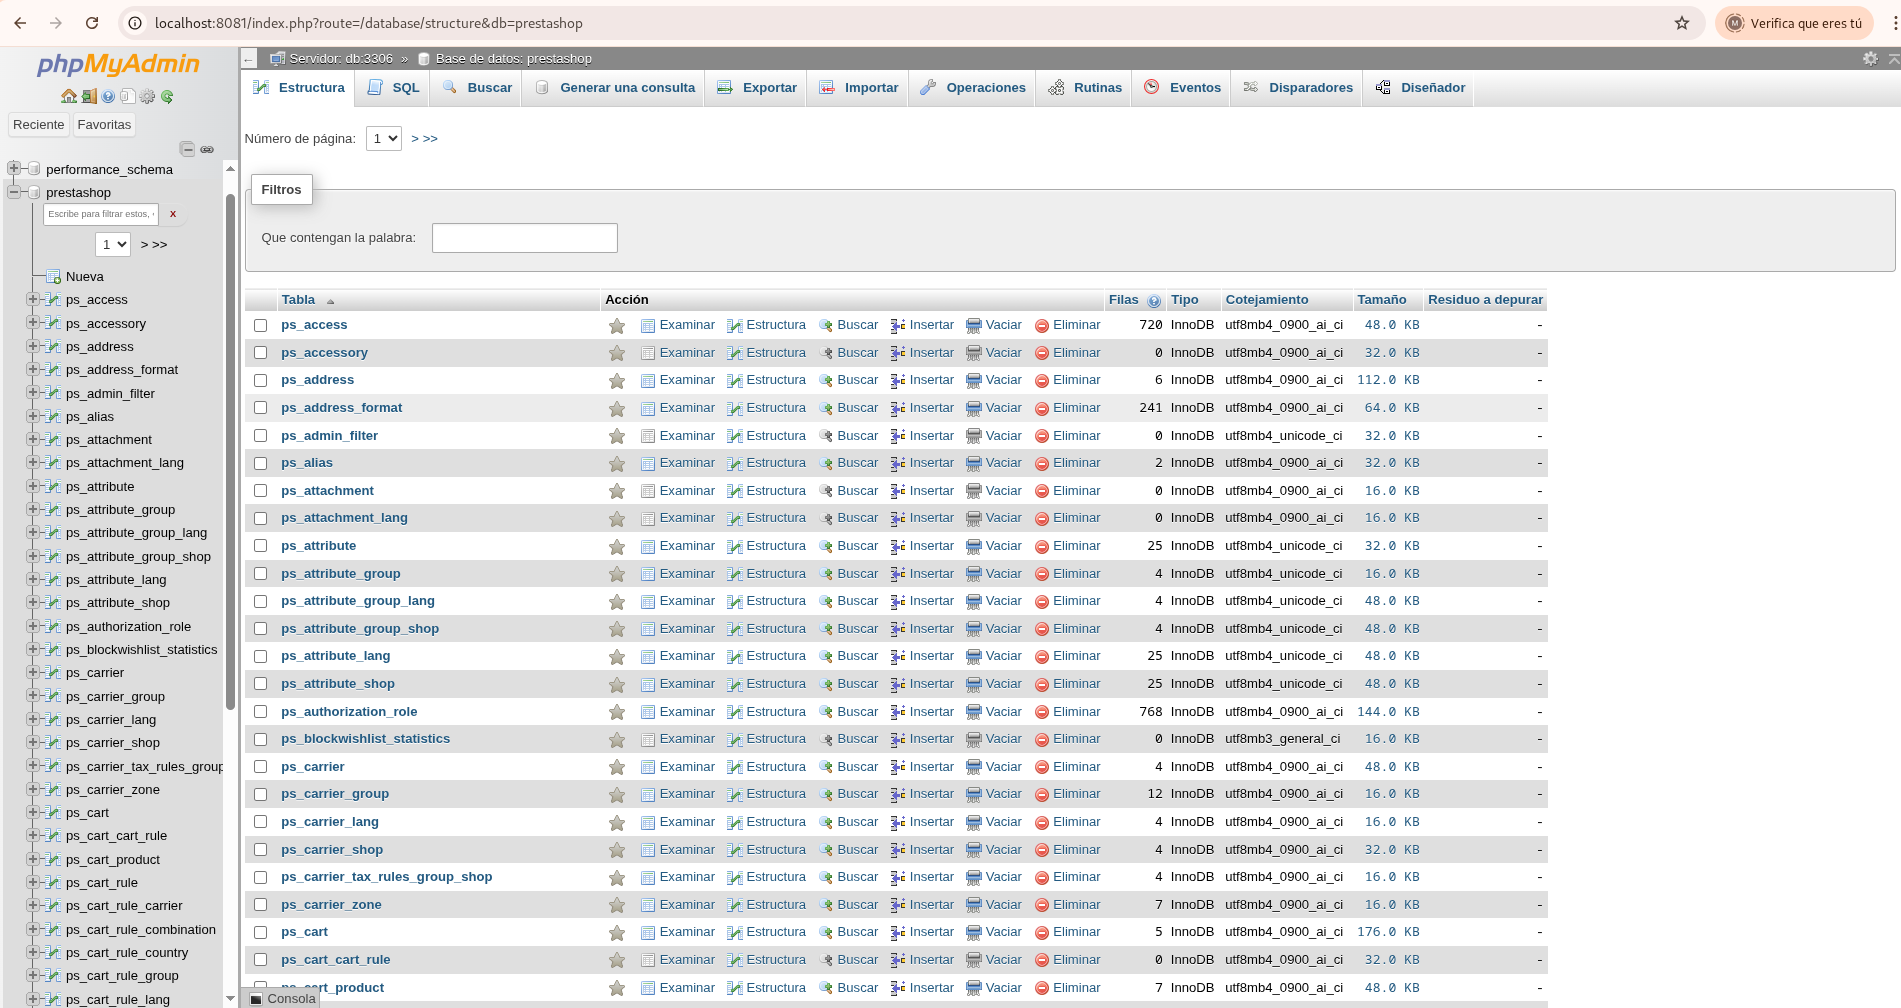 localhost:8081/index.php?route=/database/structure&db=prestashop
M Verifica que eres tú
phpMyAdmin
Reciente Favoritas
performance_schema
prestashop
Escribe para filtrar estos, X
1 > >>
Nueva
ps_access
ps_accessory
ps_address
ps_address_format
ps_admin_filter
ps_alias
ps_attachment
ps_attachment_lang
ps_attribute
ps_attribute_group
ps_attribute_group_lang
ps_attribute_group_shop
ps_attribute_lang
ps_attribute_shop
ps_authorization_role
ps_blockwishlist_statistics
ps_carrier
ps_carrier_group
ps_carrier_lang
ps_carrier_shop
ps_carrier_tax_rules_group
ps_carrier_zone
ps_cart
ps_cart_cart_rule
ps_cart_product
ps_cart_rule
ps_cart_rule_carrier
ps_cart_rule_combination
ps_cart_rule_country
ps_cart_rule_group
ps_cart_rule_lang
Servidor: db:3306 » Base de datos: prestashop
Estructura SQL Buscar Generar una consulta Exportar Importar Operaciones Rutinas Eventos Disparadores Diseñador
Número de página: 1 > >>
Filtros
Que contengan la palabra:
Tabla Acción Filas Tipo Cotejamiento Tamaño Residuo a depurar
ps_access Examinar Estructura Buscar Insertar Vaciar Eliminar 720 InnoDB utf8mb4_0900_ai_ci 48.0 KB -
ps_accessory Examinar Estructura Buscar Insertar Vaciar Eliminar 0 InnoDB utf8mb4_0900_ai_ci 32.0 KB -
ps_address Examinar Estructura Buscar Insertar Vaciar Eliminar 6 InnoDB utf8mb4_0900_ai_ci 112.0 KB -
ps_address_format Examinar Estructura Buscar Insertar Vaciar Eliminar 241 InnoDB utf8mb4_0900_ai_ci 64.0 KB -
ps_admin_filter Examinar Estructura Buscar Insertar Vaciar Eliminar 0 InnoDB utf8mb4_unicode_ci 32.0 KB -
ps_alias Examinar Estructura Buscar Insertar Vaciar Eliminar 2 InnoDB utf8mb4_0900_ai_ci 32.0 KB -
ps_attachment Examinar Estructura Buscar Insertar Vaciar Eliminar 0 InnoDB utf8mb4_0900_ai_ci 16.0 KB -
ps_attachment_lang Examinar Estructura Buscar Insertar Vaciar Eliminar 0 InnoDB utf8mb4_0900_ai_ci 16.0 KB -
ps_attribute Examinar Estructura Buscar Insertar Vaciar Eliminar 25 InnoDB utf8mb4_unicode_ci 32.0 KB -
ps_attribute_group Examinar Estructura Buscar Insertar Vaciar Eliminar 4 InnoDB utf8mb4_unicode_ci 16.0 KB -
ps_attribute_group_lang Examinar Estructura Buscar Insertar Vaciar Eliminar 4 InnoDB utf8mb4_unicode_ci 48.0 KB -
ps_attribute_group_shop Examinar Estructura Buscar Insertar Vaciar Eliminar 4 InnoDB utf8mb4_unicode_ci 48.0 KB -
ps_attribute_lang Examinar Estructura Buscar Insertar Vaciar Eliminar 25 InnoDB utf8mb4_unicode_ci 48.0 KB -
ps_attribute_shop Examinar Estructura Buscar Insertar Vaciar Eliminar 25 InnoDB utf8mb4_unicode_ci 48.0 KB -
ps_authorization_role Examinar Estructura Buscar Insertar Vaciar Eliminar 768 InnoDB utf8mb4_0900_ai_ci 144.0 KB -
ps_blockwishlist_statistics Examinar Estructura Buscar Insertar Vaciar Eliminar 0 InnoDB utf8mb3_general_ci 16.0 KB -
ps_carrier Examinar Estructura Buscar Insertar Vaciar Eliminar 4 InnoDB utf8mb4_0900_ai_ci 48.0 KB -
ps_carrier_group Examinar Estructura Buscar Insertar Vaciar Eliminar 12 InnoDB utf8mb4_0900_ai_ci 16.0 KB -
ps_carrier_lang Examinar Estructura Buscar Insertar Vaciar Eliminar 4 InnoDB utf8mb4_0900_ai_ci 16.0 KB -
ps_carrier_shop Examinar Estructura Buscar Insertar Vaciar Eliminar 4 InnoDB utf8mb4_0900_ai_ci 32.0 KB -
ps_carrier_tax_rules_group_shop Examinar Estructura Buscar Insertar Vaciar Eliminar 4 InnoDB utf8mb4_0900_ai_ci 16.0 KB -
ps_carrier_zone Examinar Estructura Buscar Insertar Vaciar Eliminar 7 InnoDB utf8mb4_0900_ai_ci 16.0 KB -
ps_cart Examinar Estructura Buscar Insertar Vaciar Eliminar 5 InnoDB utf8mb4_0900_ai_ci 176.0 KB -
ps_cart_cart_rule Examinar Estructura Buscar Insertar Vaciar Eliminar 0 InnoDB utf8mb4_0900_ai_ci 32.0 KB -
ps_cart_product Examinar Estructura Buscar Insertar Vaciar Eliminar 7 InnoDB utf8mb4_0900_ai_ci 48.0 KB -
Consola